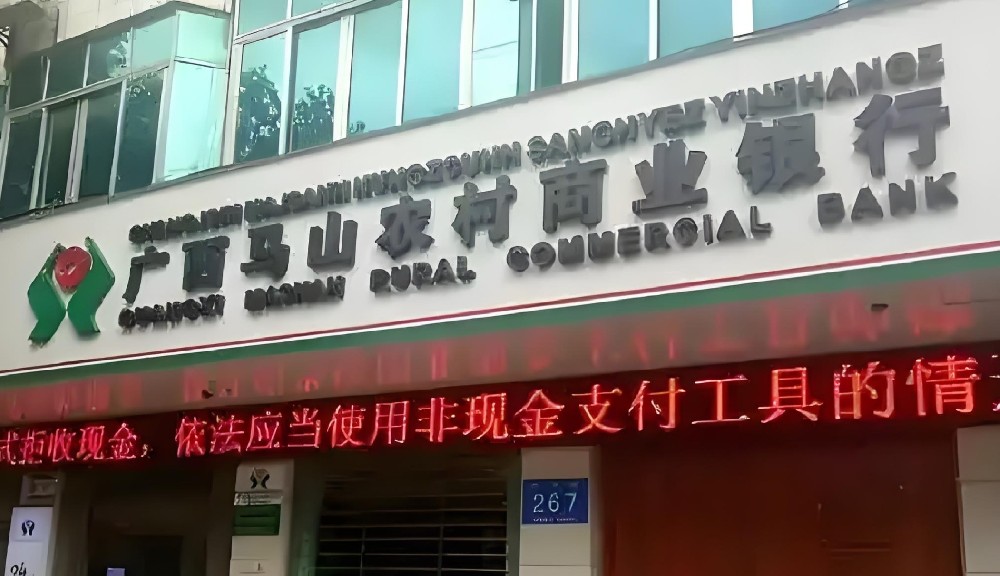 广西马山农村商业银行
RURAL COMMERCIAL BANK
式拒收现金。依法应当使用非现金支付工具的情
267